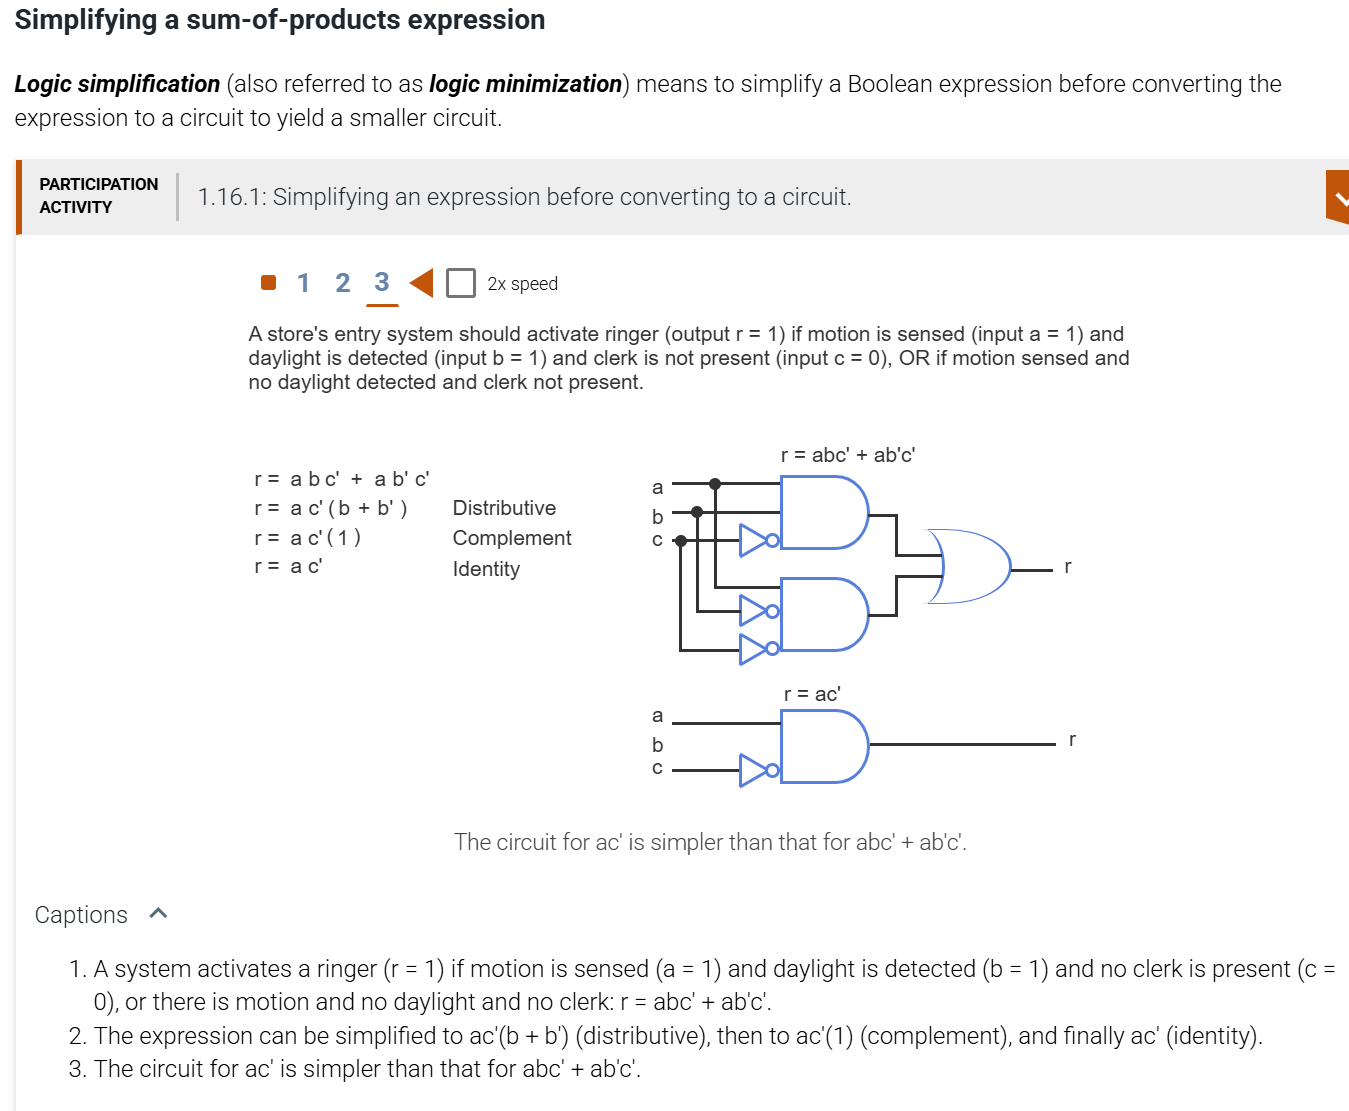 Simplifying a sum-of-products expression
Logic simplification (also referred to as logic minimization) means to simplify a Boolean expression before converting the
expression to a circuit to yield a smaller circuit.
PARTICIPATION
ACTIVITY
1.16.1: Simplifying an expression before converting to a circuit.
1 2 3 2x speed
A store's entry system should activate ringer (output r = 1) if motion is sensed (input a = 1) and
daylight is detected (input b = 1) and clerk is not present (input c = 0), OR if motion sensed and
no daylight detected and clerk not present.
r = a b c' + a b' c'
r = a c' ( b + b' ) Distributive
r = a c' ( 1 ) Complement
r = a c' Identity
r = abc' + ab'c'
a
b
c
r
r = ac'
a
b
c
r
The circuit for ac' is simpler than that for abc' + ab'c'.
Captions
1. A system activates a ringer (r = 1) if motion is sensed (a = 1) and daylight is detected (b = 1) and no clerk is present (c =
0), or there is motion and no daylight and no clerk: r = abc' + ab'c'.
2. The expression can be simplified to ac'(b + b') (distributive), then to ac'(1) (complement), and finally ac' (identity).
3. The circuit for ac' is simpler than that for abc' + ab'c'.